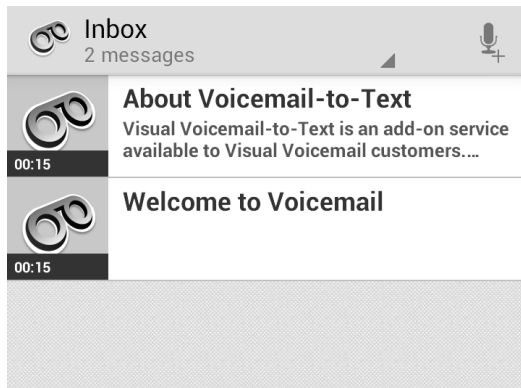 Inbox
2 messages
About Voicemail-to-Text
Visual Voicemail-to-Text is an add-on service
available to Visual Voicemail customers....
00:15
Welcome to Voicemail
00:15